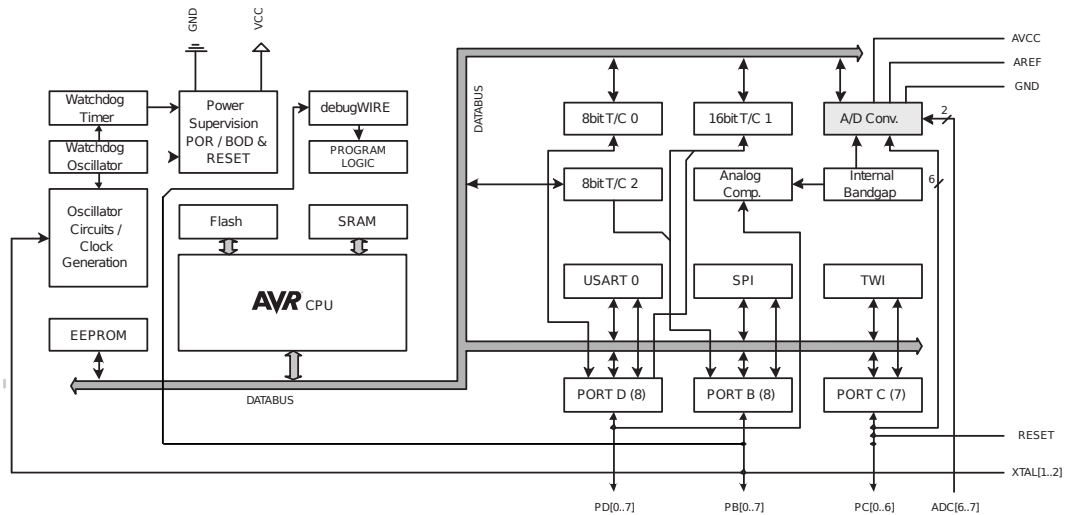 GND
VCC
AVCC
AREF
GND
Watchdog
Timer
Power
Supervision
POR / BOD &
RESET
debugWIRE
PROGRAM
LOGIC
Watchdog
Oscillator
Oscillator
Circuits /
Clock
Generation
Flash
SRAM
AVR CPU
EEPROM
DATABUS
DATABUS
8bit T/C 0
16bit T/C 1
A/D Conv.
2
8bit T/C 2
Analog
Comp.
Internal
Bandgap
6
USART 0
SPI
TWI
PORT D (8)
PORT B (8)
PORT C (7)
RESET
XTAL[1..2]
PD[0..7]
PB[0..7]
PC[0..6]
ADC[6..7]